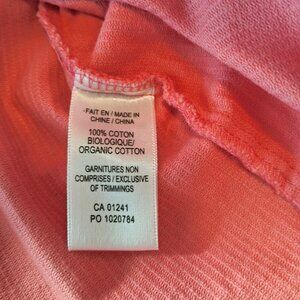 FAIT EN / MADE IN
CHINE / CHINA
100% COTON
BIOLOGIQUE/
ORGANIC COTTON
GARNITURES NON
COMPRISES / EXCLUSIVE
OF TRIMMINGS
CA 01241
PO 1020784